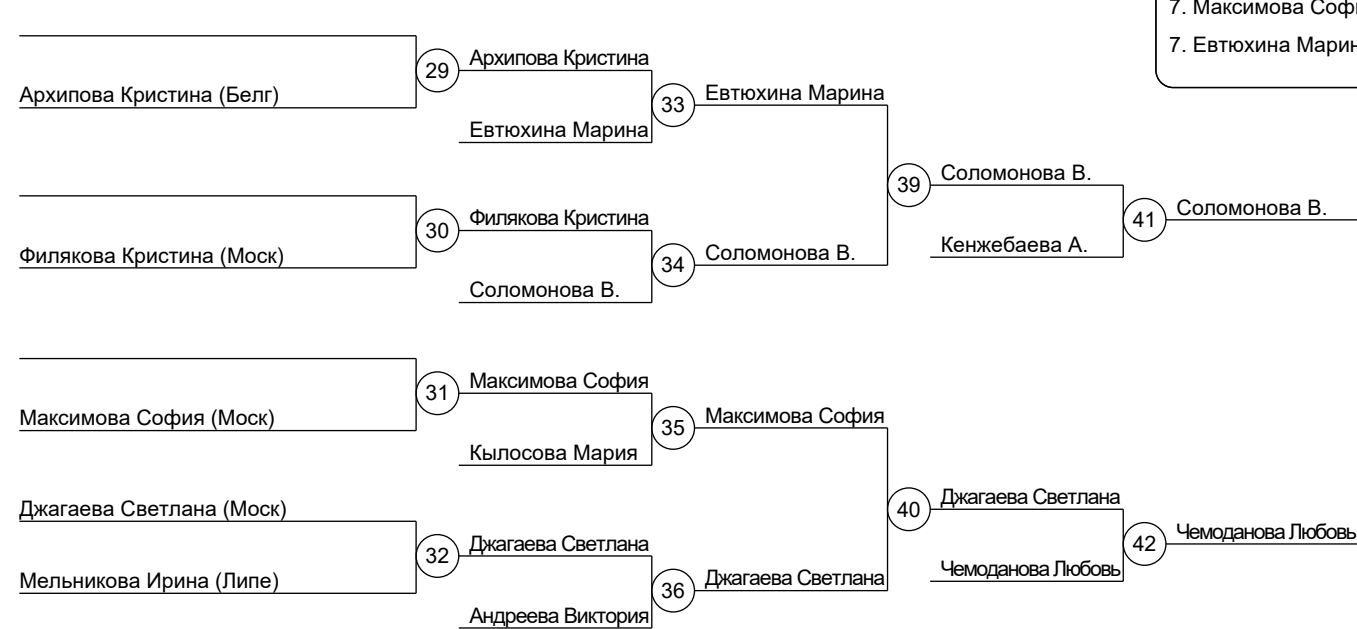 7. Максимова
7. Евтюхина
29
Архипова Кристина
Архипова Кристина (Белг)
33
Евтюхина Марина
Евтюхина Марина
39
Соломонова В.
30
Филякова Кристина
41
Соломонова В.
Филякова Кристина (Моск)
34
Соломонова В.
Кенжебаева А.
Соломонова В.
31
Максимова София
Максимова София (Моск)
35
Максимова София
Кылосова Мария
Джагаева Светлана (Моск)
40
Джагаева Светлана
32
Джагаева Светлана
42
Чемоданова Любовь
Мельникова Ирина (Липе)
36
Джагаева Светлана
Чемоданова Любовь
Андреева Виктория